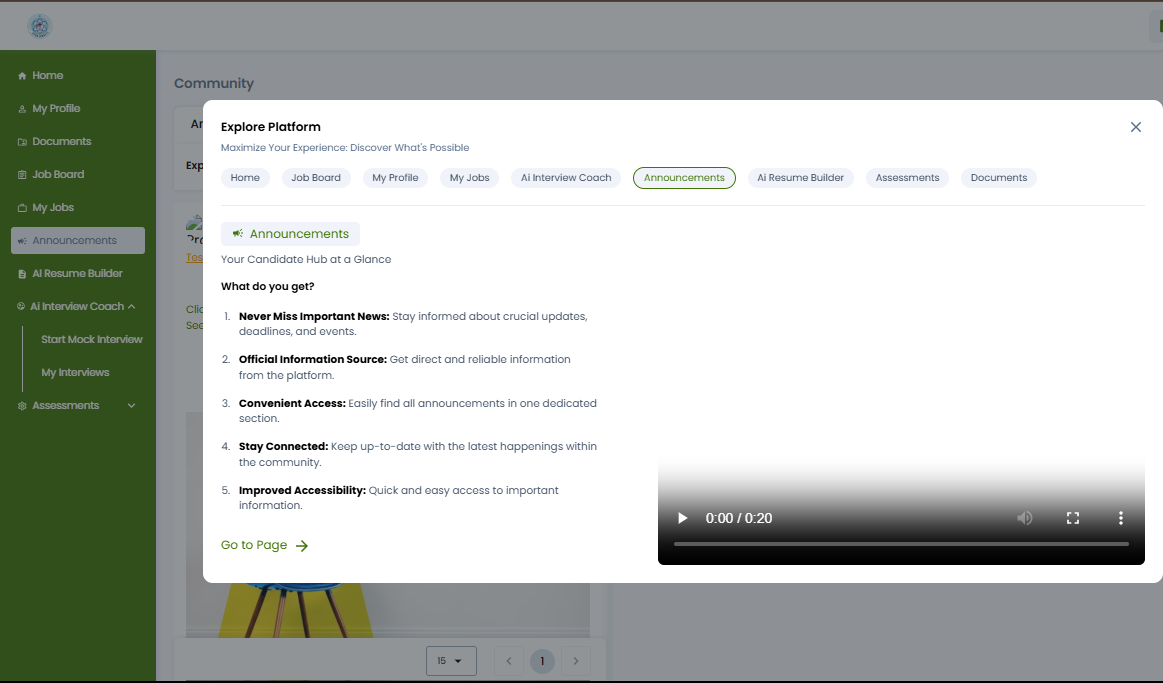 Home
My Profile
Documents
Job Board
My Jobs
Announcements
AI Resume Builder
Ai Interview Coach
Start Mock Interview
My Interviews
Assessments
Community
Explore Platform
Maximize Your Experience: Discover What's Possible
Home Job Board My Profile My Jobs Ai Interview Coach Announcements Ai Resume Builder Assessments Documents
Announcements
Your Candidate Hub at a Glance
What do you get?
1. Never Miss Important News: Stay informed about crucial updates,
deadlines, and events.
2. Official Information Source: Get direct and reliable information
from the platform.
3. Convenient Access: Easily find all announcements in one dedicated
section.
4. Stay Connected: Keep up-to-date with the latest happenings within
the community.
5. Improved Accessibility: Quick and easy access to important
information.
Go to Page
0:00 / 0:20
15
1